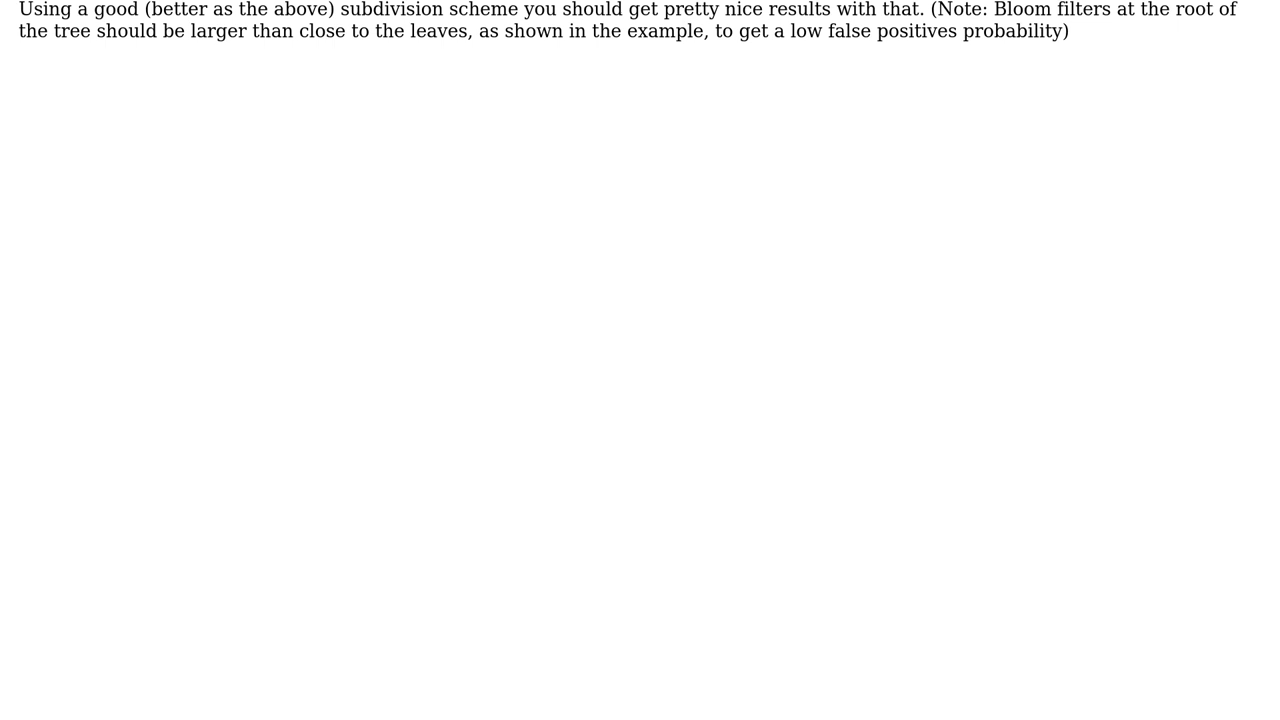 Using a good (better as the above) subdivision scheme you should get pretty nice results with that. (Note: Bloom filters at the root of
the tree should be larger than close to the leaves, as shown in the example, to get a low false positives probability)